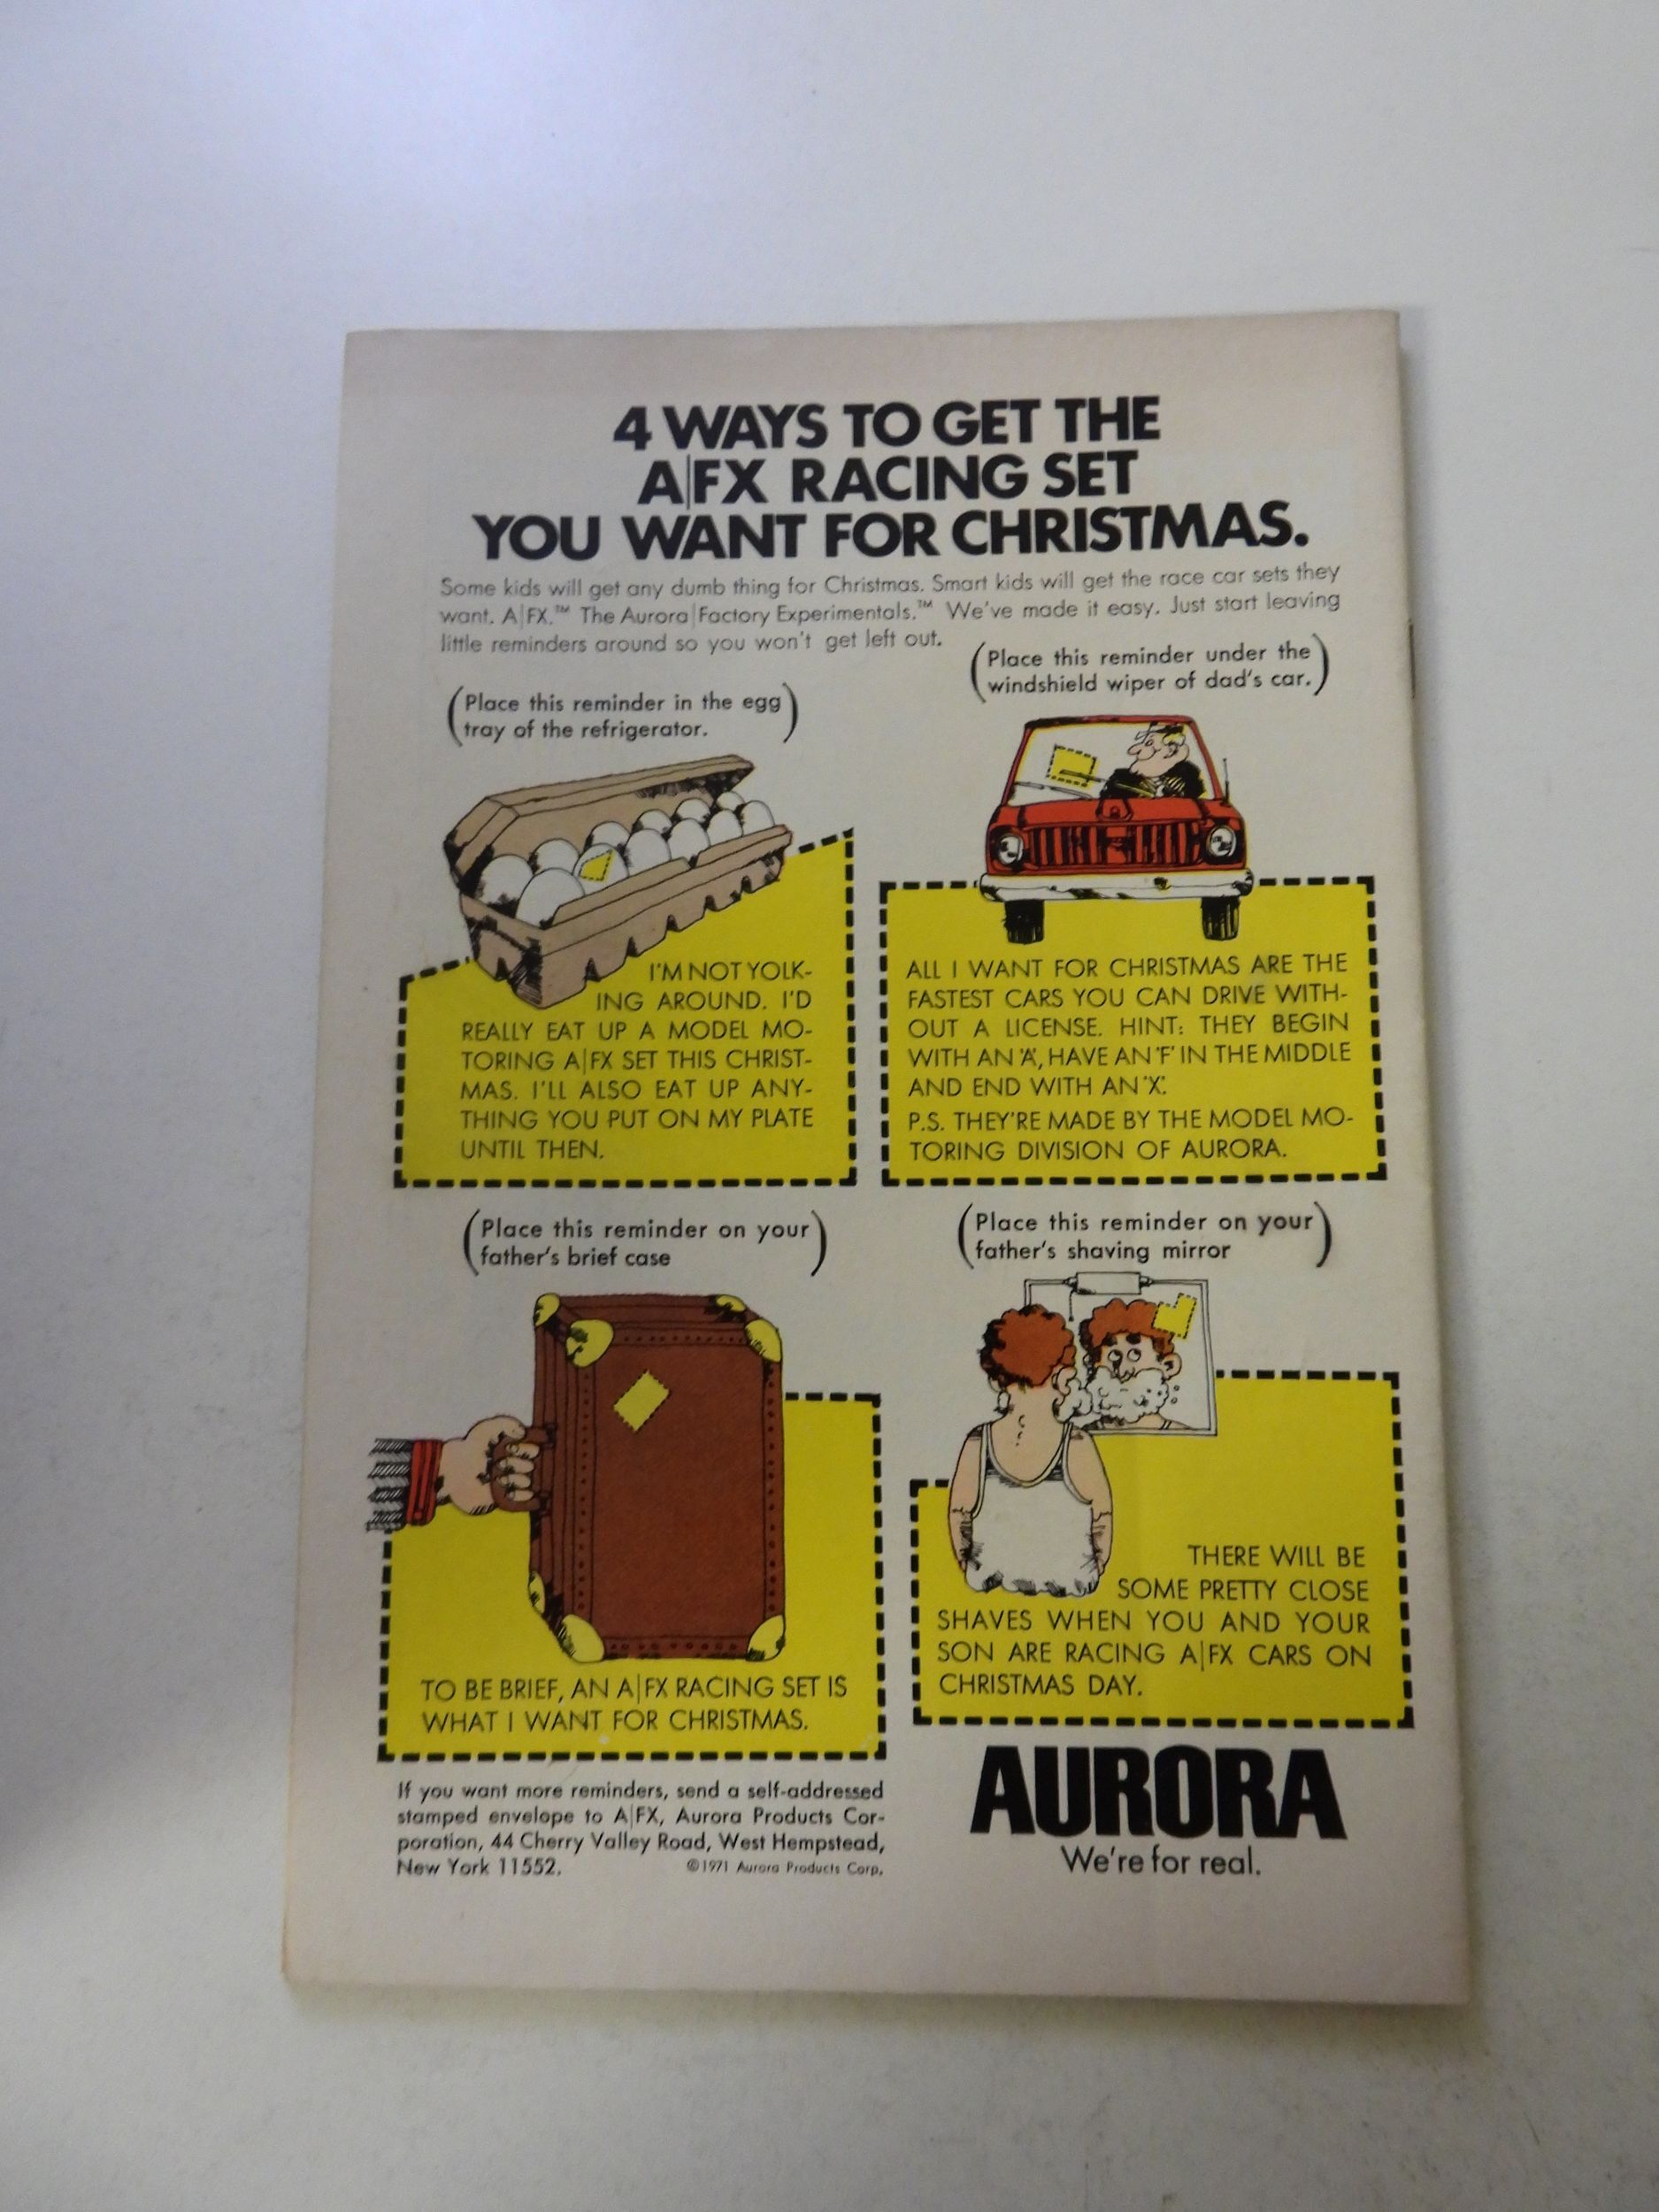 4 WAYS TO GET THE
A|FX RACING SET
YOU WANT FOR CHRISTMAS.
Some kids will get any dumb thing for Christmas. Smart kids will get the race car sets they
want. A|FX.™ The Aurora|Factory Experimentals.™ We've made it easy. Just start leaving
little reminders around so you won't get left out.
(Place this reminder in the egg
tray of the refrigerator.)
I'M NOT YOLK-
ING AROUND. I'D
REALLY EAT UP A MODEL MO-
TORING A|FX SET THIS CHRIST-
MAS. I'LL ALSO EAT UP ANY-
THING YOU PUT ON MY PLATE
UNTIL THEN.
(Place this reminder under the
windshield wiper of dad's car.)
ALL I WANT FOR CHRISTMAS ARE THE
FASTEST CARS YOU CAN DRIVE WITH-
OUT A LICENSE. HINT: THEY BEGIN
WITH AN 'A', HAVE AN 'F' IN THE MIDDLE
AND END WITH AN 'X'.
P.S. THEY'RE MADE BY THE MODEL MO-
TORING DIVISION OF AURORA.
(Place this reminder on your
father's brief case)
TO BE BRIEF, AN A|FX RACING SET IS
WHAT I WANT FOR CHRISTMAS.
(Place this reminder on your
father's shaving mirror)
THERE WILL BE
SOME PRETTY CLOSE
SHAVES WHEN YOU AND YOUR
SON ARE RACING A|FX CARS ON
CHRISTMAS DAY.
If you want more reminders, send a self-addressed
stamped envelope to A|FX, Aurora Products Cor-
poration, 44 Cherry Valley Road, West Hempstead,
New York 11552. ©1971 Aurora Products Corp.
AURORA
We're for real.